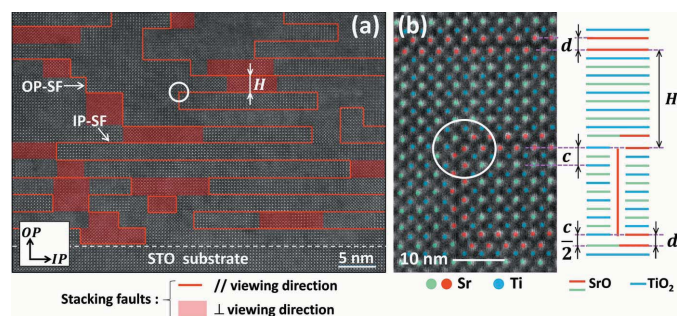 (a)
OP-SF
H
IP-SF
OP
IP
STO substrate
5 nm
Stacking faults :
// viewing direction
⊥ viewing direction
(b)
10 nm
Sr
Ti
d
H
c
c/2
d
SrO
TiO₂